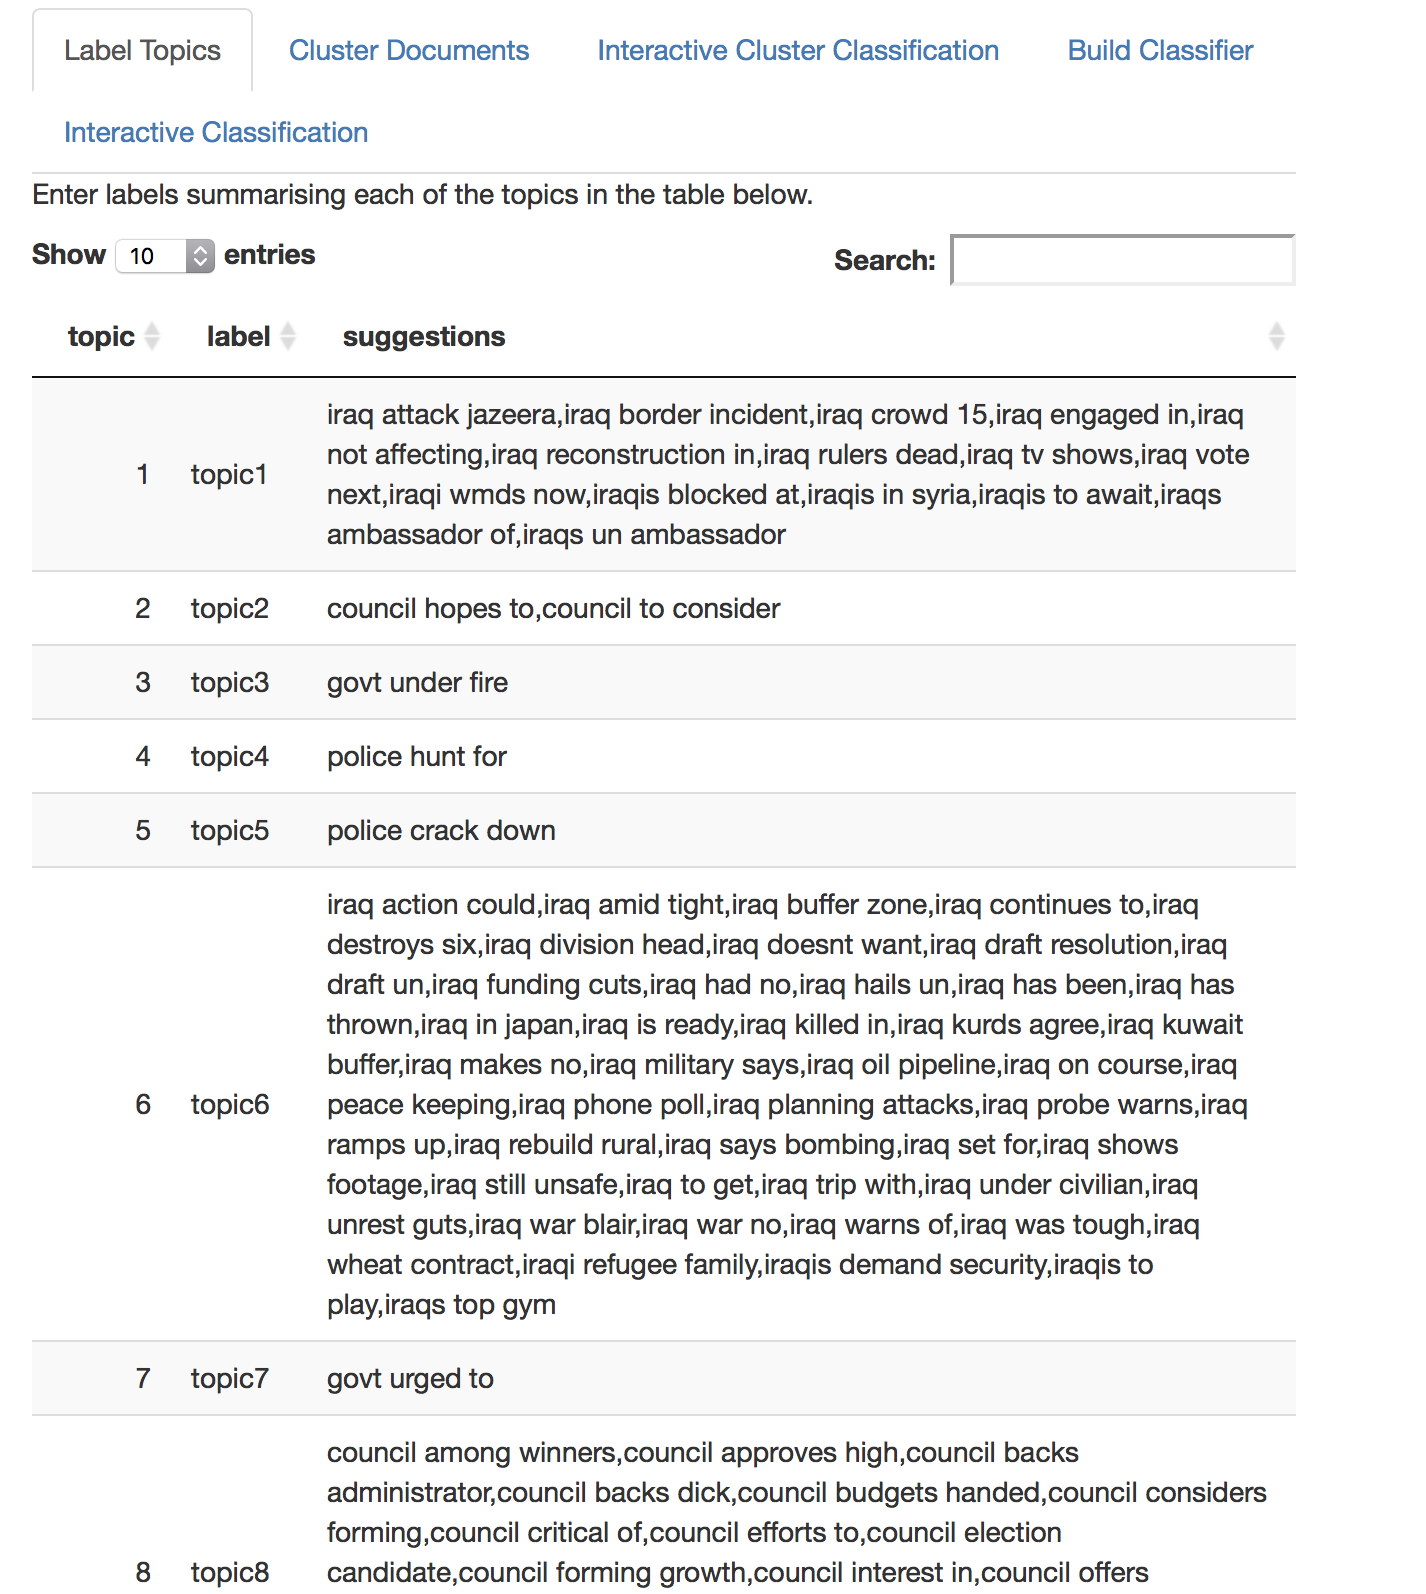 Label Topics Cluster Documents Interactive Cluster Classification Build Classifier
Interactive Classification
Enter labels summarising each of the topics in the table below.
Show 10 entries Search:
topic label suggestions
iraq attack jazeera,iraq border incident,iraq crowd 15,iraq engaged in,iraq
not affecting,iraq reconstruction in,iraq rulers dead,iraq tv shows,iraq vote
1 topic1
next,iraqi wmds now,iraqis blocked at,iraqis in syria,iraqis to await,iraqs
ambassador of,iraqs un ambassador
2 topic2 council hopes to,council to consider
3 topic3 govt under fire
4 topic4 police hunt for
5 topic5 police crack down
iraq action could,iraq amid tight,iraq buffer zone,iraq continues to,iraq
destroys six,iraq division head,iraq doesnt want,iraq draft resolution,iraq
draft un,iraq funding cuts,iraq had no,iraq hails un,iraq has been,iraq has
thrown,iraq in japan,iraq is ready,iraq killed in,iraq kurds agree,iraq kuwait
buffer,iraq makes no,iraq military says,iraq oil pipeline,iraq on course,iraq
6 topic6 peace keeping,iraq phone poll,iraq planning attacks,iraq probe warns,iraq
ramps up,iraq rebuild rural,iraq says bombing,iraq set for,iraq shows
footage,iraq still unsafe,iraq to get,iraq trip with,iraq under civilian,iraq
unrest guts,iraq war blair,iraq war no,iraq warns of,iraq was tough,iraq
wheat contract,iraqi refugee family,iraqis demand security,iraqis to
play,iraqs top gym
7 topic7 govt urged to
council among winners,council approves high,council backs
administrator,council backs dick,council budgets handed,council considers
forming,council critical of,council efforts to,council election
8 topic8 candidate,council forming growth,council interest in,council offers